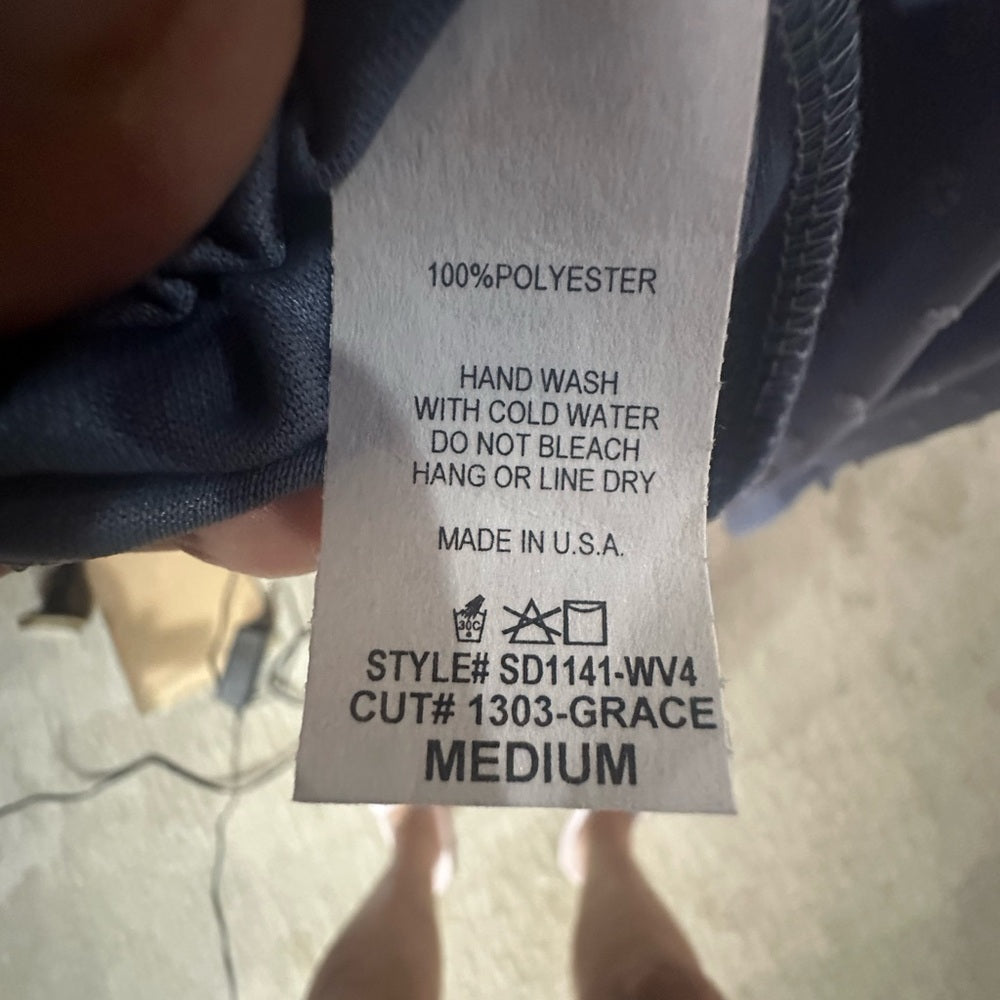 100%POLYESTER
HAND WASH
WITH COLD WATER
DO NOT BLEACH
HANG OR LINE DRY
MADE IN U.S.A.
30C
STYLE# SD1141-WV4
CUT# 1303-GRACE
MEDIUM